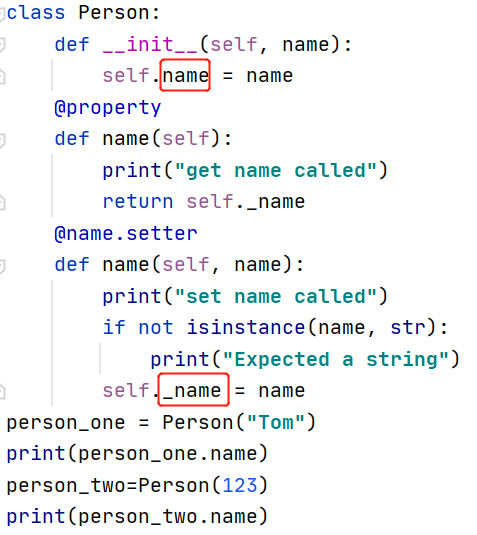 class Person:
    def __init__(self, name):
        self.name = name
    @property
    def name(self):
        print("get name called")
        return self._name
    @name.setter
    def name(self, name):
        print("set name called")
        if not isinstance(name, str):
            print("Expected a string")
        self._name = name
person_one = Person("Tom")
print(person_one.name)
person_two=Person(123)
print(person_two.name)